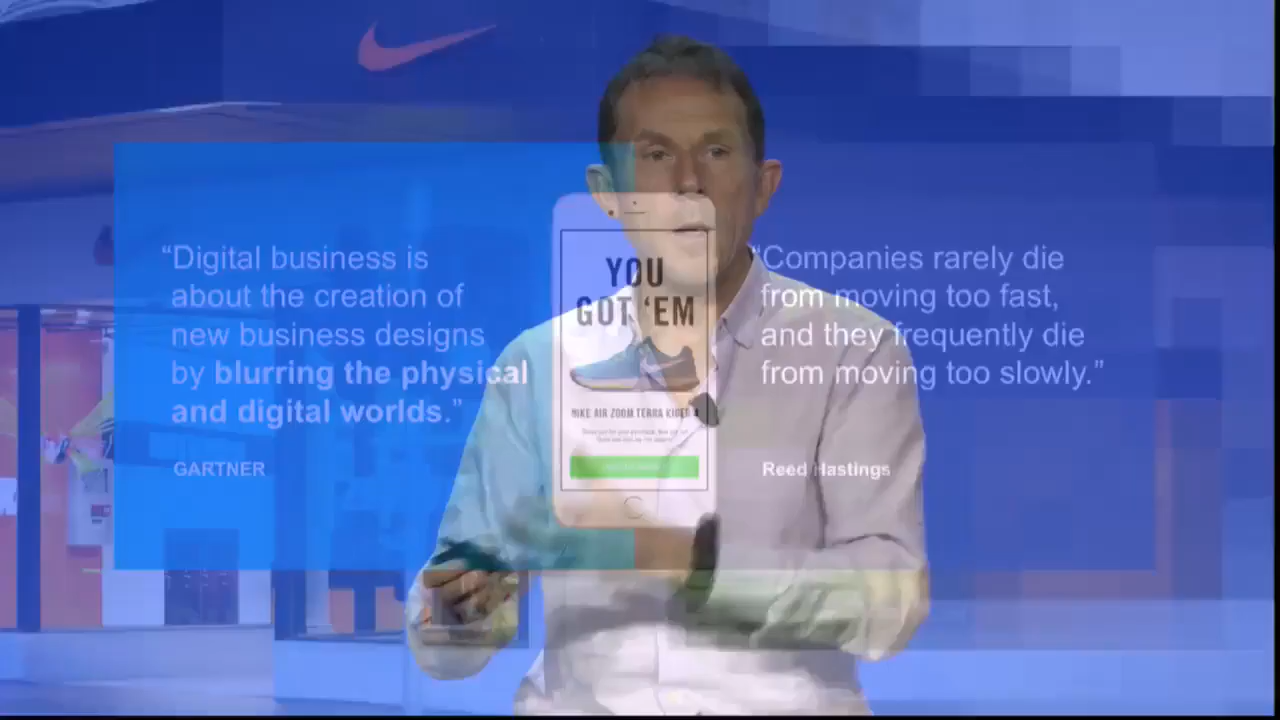 “Digital business is
about the creation of
new business designs
by blurring the physical
and digital worlds.”
GARTNER
YOU
GOT ‘EM
NIKE AIR ZOOM TERRA KIGER 4
“Companies rarely die
from moving too fast,
and they frequently die
from moving too slowly.”
Reed Hastings